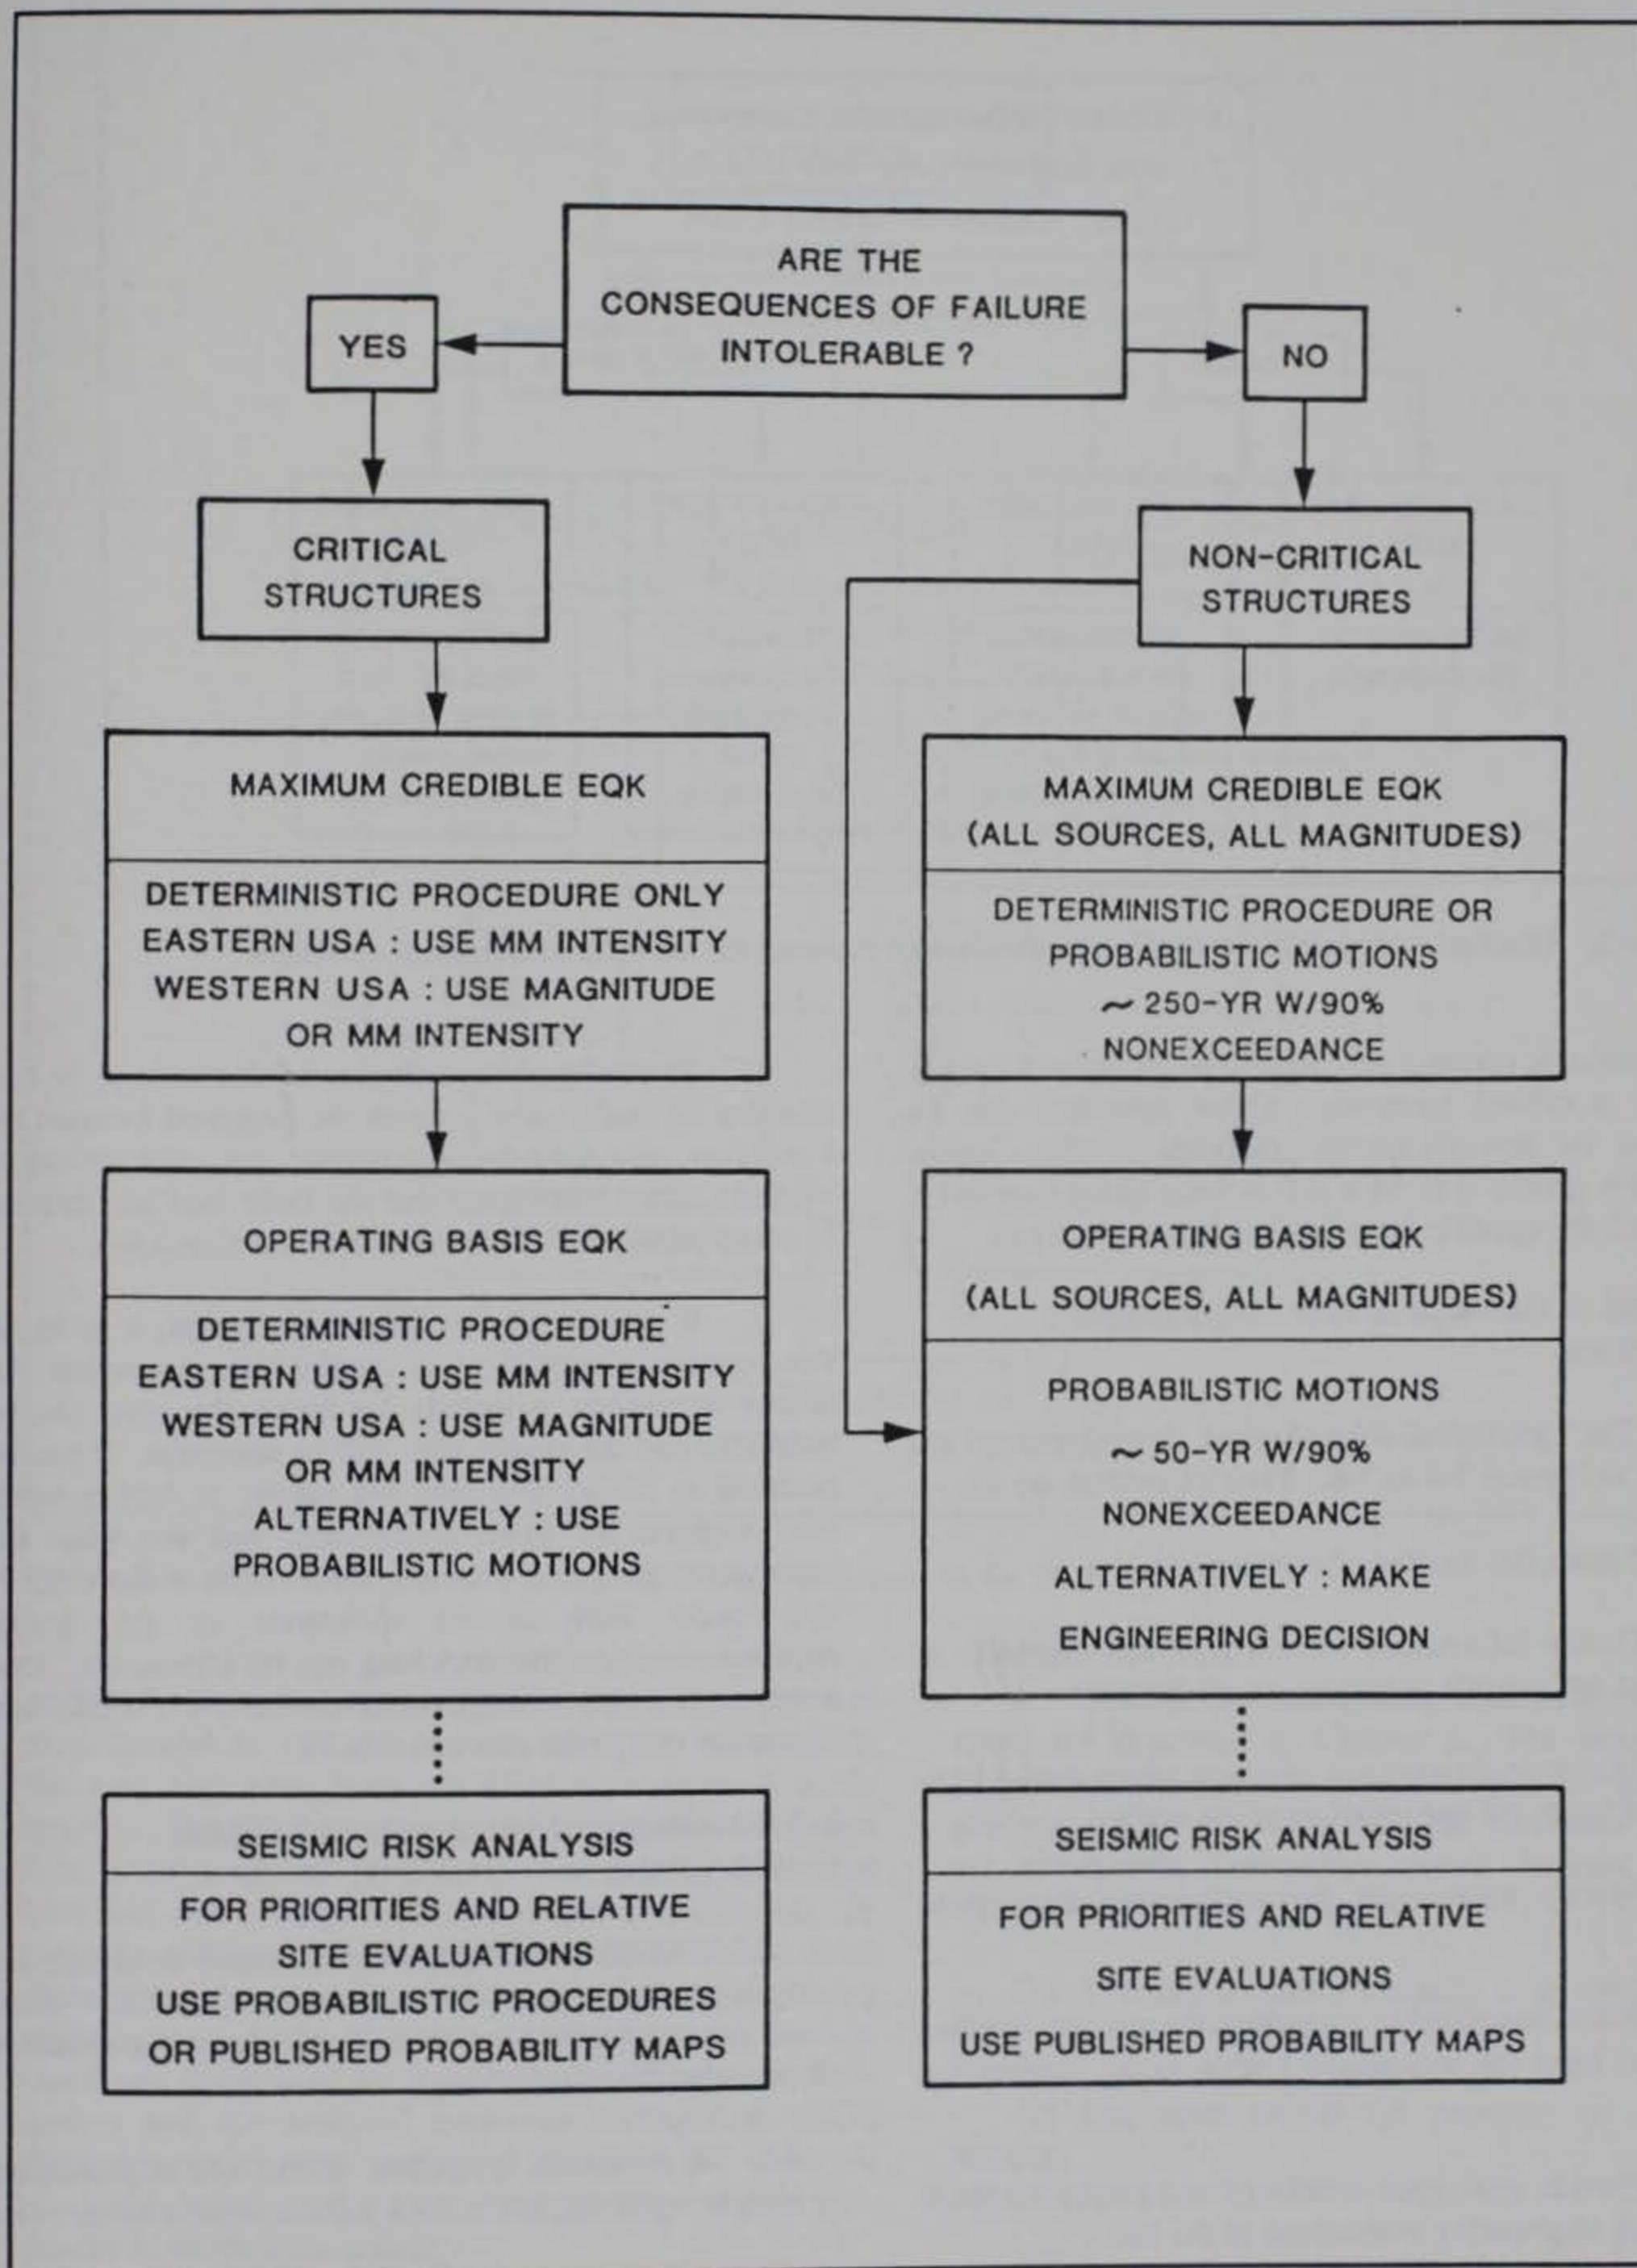 ARE THE
CONSEQUENCES OF FAILURE
INTOLERABLE ?
YES
NO
CRITICAL
STRUCTURES
NON-CRITICAL
STRUCTURES
MAXIMUM CREDIBLE EQK
DETERMINISTIC PROCEDURE ONLY
EASTERN USA : USE MM INTENSITY
WESTERN USA : USE MAGNITUDE
OR MM INTENSITY
MAXIMUM CREDIBLE EQK
(ALL SOURCES, ALL MAGNITUDES)
DETERMINISTIC PROCEDURE OR
PROBABILISTIC MOTIONS
~ 250-YR W/90%
NONEXCEEDANCE
OPERATING BASIS EQK
DETERMINISTIC PROCEDURE
EASTERN USA : USE MM INTENSITY
WESTERN USA : USE MAGNITUDE
OR MM INTENSITY
ALTERNATIVELY : USE
PROBABILISTIC MOTIONS
OPERATING BASIS EQK
(ALL SOURCES, ALL MAGNITUDES)
PROBABILISTIC MOTIONS
~ 50-YR W/90%
NONEXCEEDANCE
ALTERNATIVELY : MAKE
ENGINEERING DECISION
SEISMIC RISK ANALYSIS
FOR PRIORITIES AND RELATIVE
SITE EVALUATIONS
USE PROBABILISTIC PROCEDURES
OR PUBLISHED PROBABILITY MAPS
SEISMIC RISK ANALYSIS
FOR PRIORITIES AND RELATIVE
SITE EVALUATIONS
USE PUBLISHED PROBABILITY MAPS